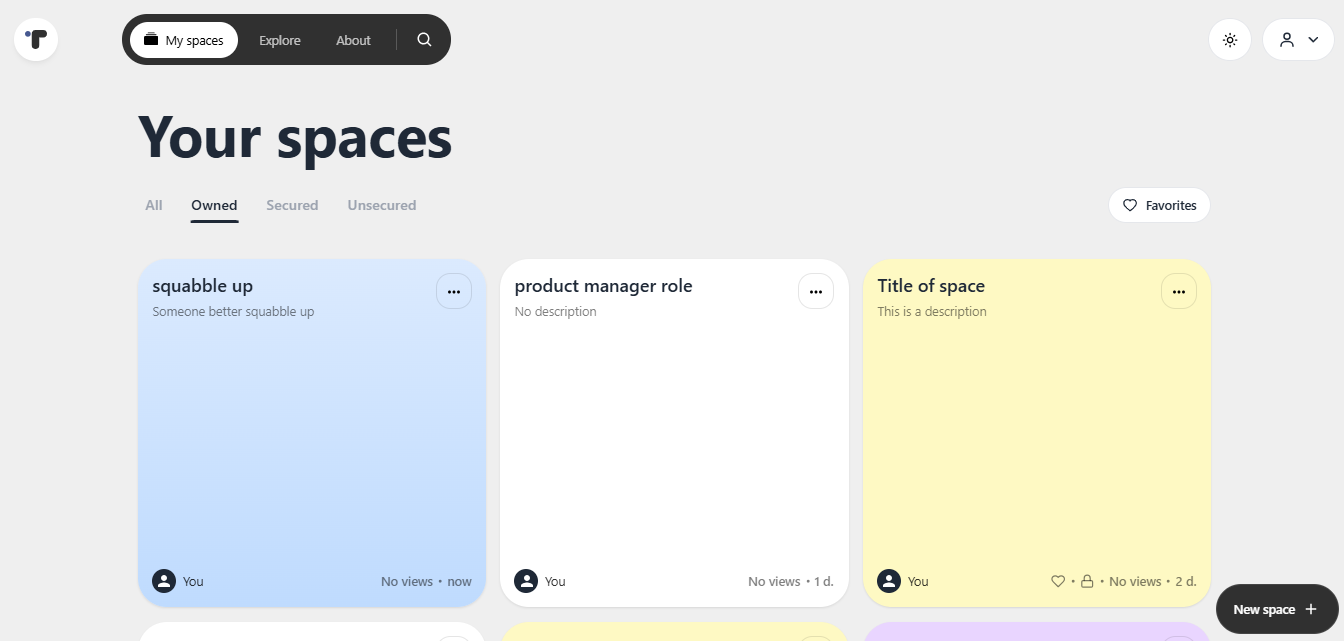 My spaces Explore About
Your spaces
All Owned Secured Unsecured
Favorites
squabble up
Someone better squabble up
You No views • now
product manager role
No description
You No views • 1 d.
Title of space
This is a description
You • • No views • 2 d.
New space +